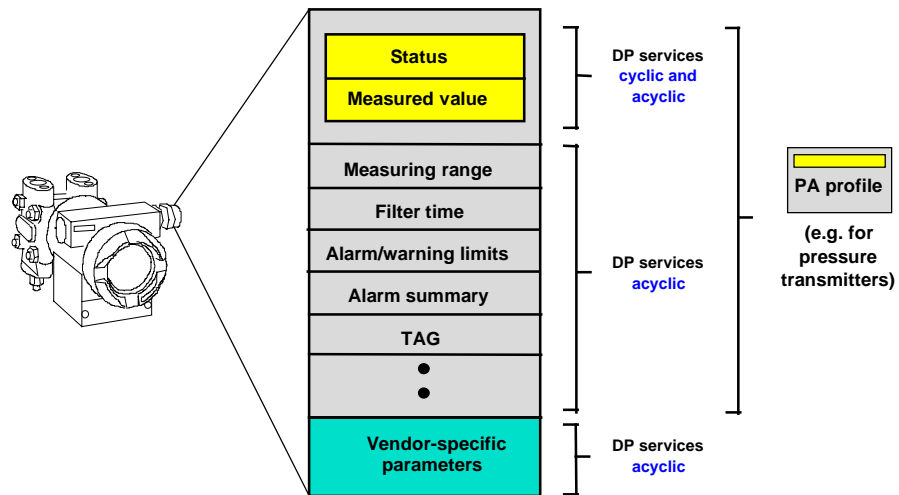 Status
Measured value
Measuring range
Filter time
Alarm/warning limits
Alarm summary
TAG
Vendor-specific
parameters
DP services
cyclic and
acyclic
DP services
acyclic
DP services
acyclic
PA profile
(e.g. for
pressure
transmitters)